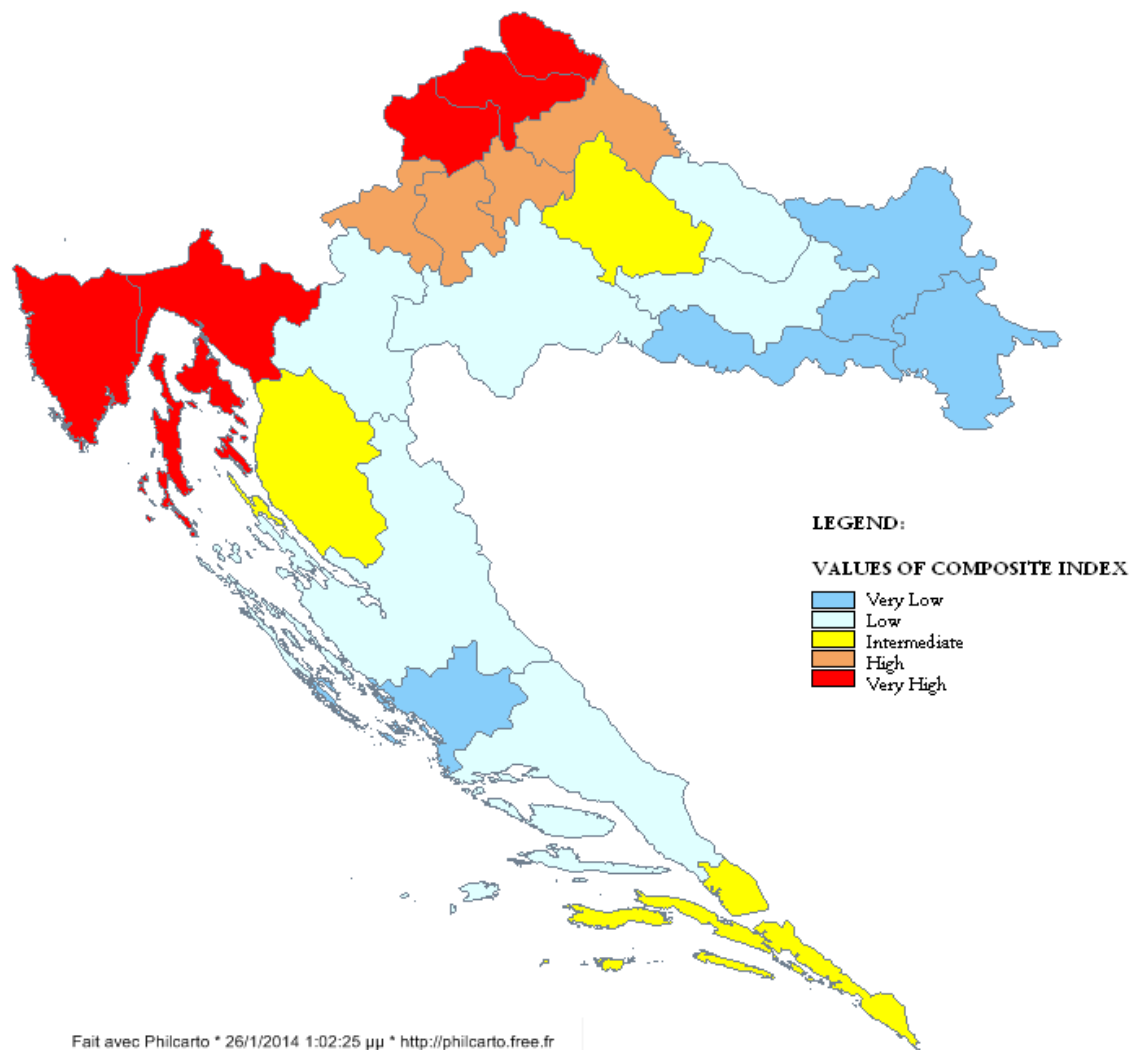 LEGEND:
VALUES OF COMPOSITE INDEX
Very Low
Low
Intermediate
High
Very High
Fait avec Philcarto * 26/1/2014 1:02:25 μμ * http://philcarto.free.fr